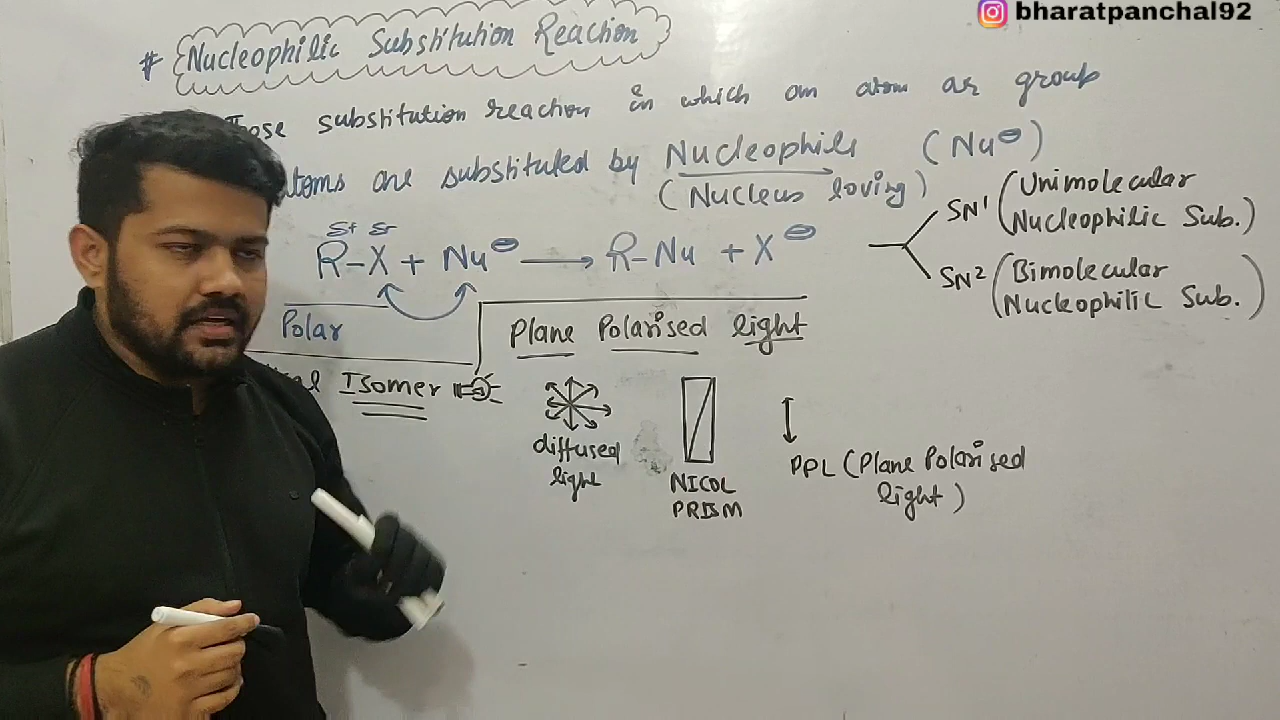 bharatpanchal92
# Nucleophilic Substitution Reaction
Those substitution reaction in which an atom or group
atoms are substituted by Nucleophile (Nu⊖)
(Nucleus loving)
δ+ δ-
R-X + Nu⊖ → R-Nu + X⊖
SN¹ (Unimolecular
Nucleophilic Sub.)
SN² (Bimolecular
Nucleophilic Sub.)
Polar
Isomer
Plane Polarised light
diffused
light
NICOL
PRISM
PPL (Plane Polarised
light)